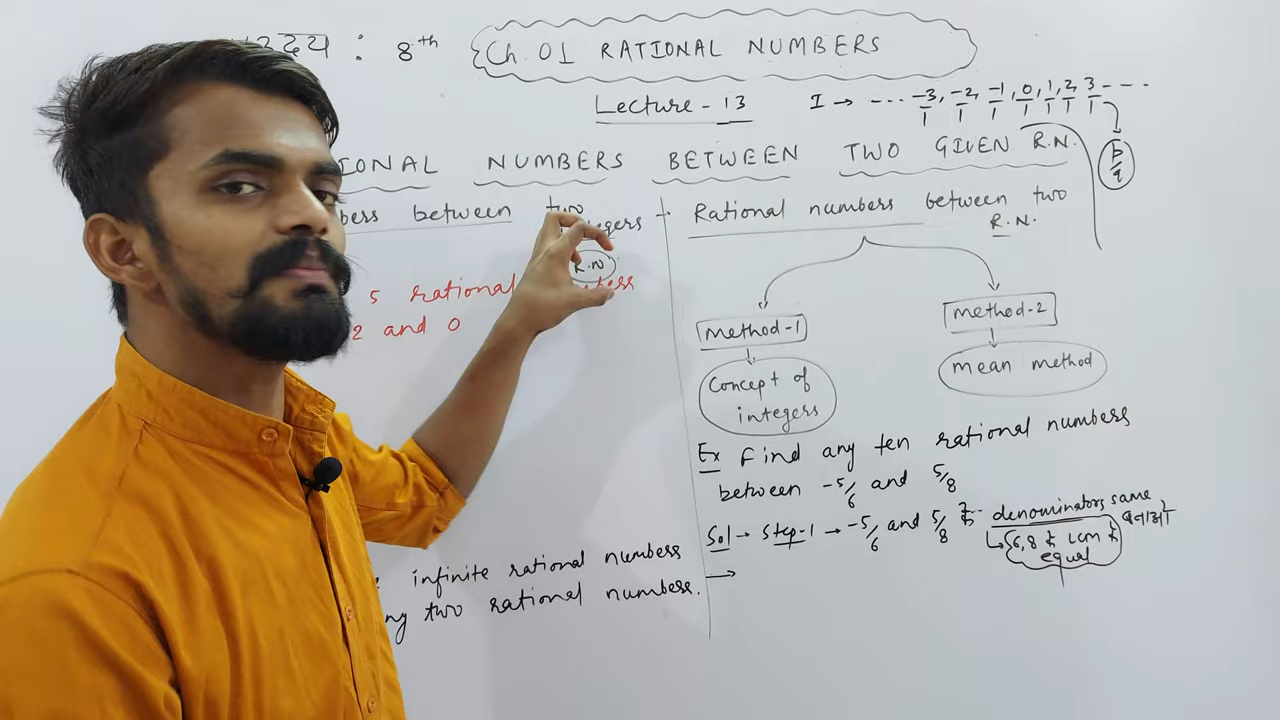 : 8th
Ch. 01 RATIONAL NUMBERS
Lecture - 13
I → --- -3/1, -2/1, -1/1, 0/1, 1/1, 2/1, 3/1 ---
p/q
IONAL NUMBERS BETWEEN TWO GIVEN R.N.
bers between two
integers
R.N
5 rational
2 and 0
infinite rational numbers
ng two rational numbers.
→ Rational numbers between two
R.N.
method-1
method-2
Concept of
integers
mean method
Ex Find any ten rational numbers
between -5/6 and 5/8
Sol → Step-1 → -5/6 and 5/8 के denominators same
बनाओ
6,8 के LCM के
equal
→